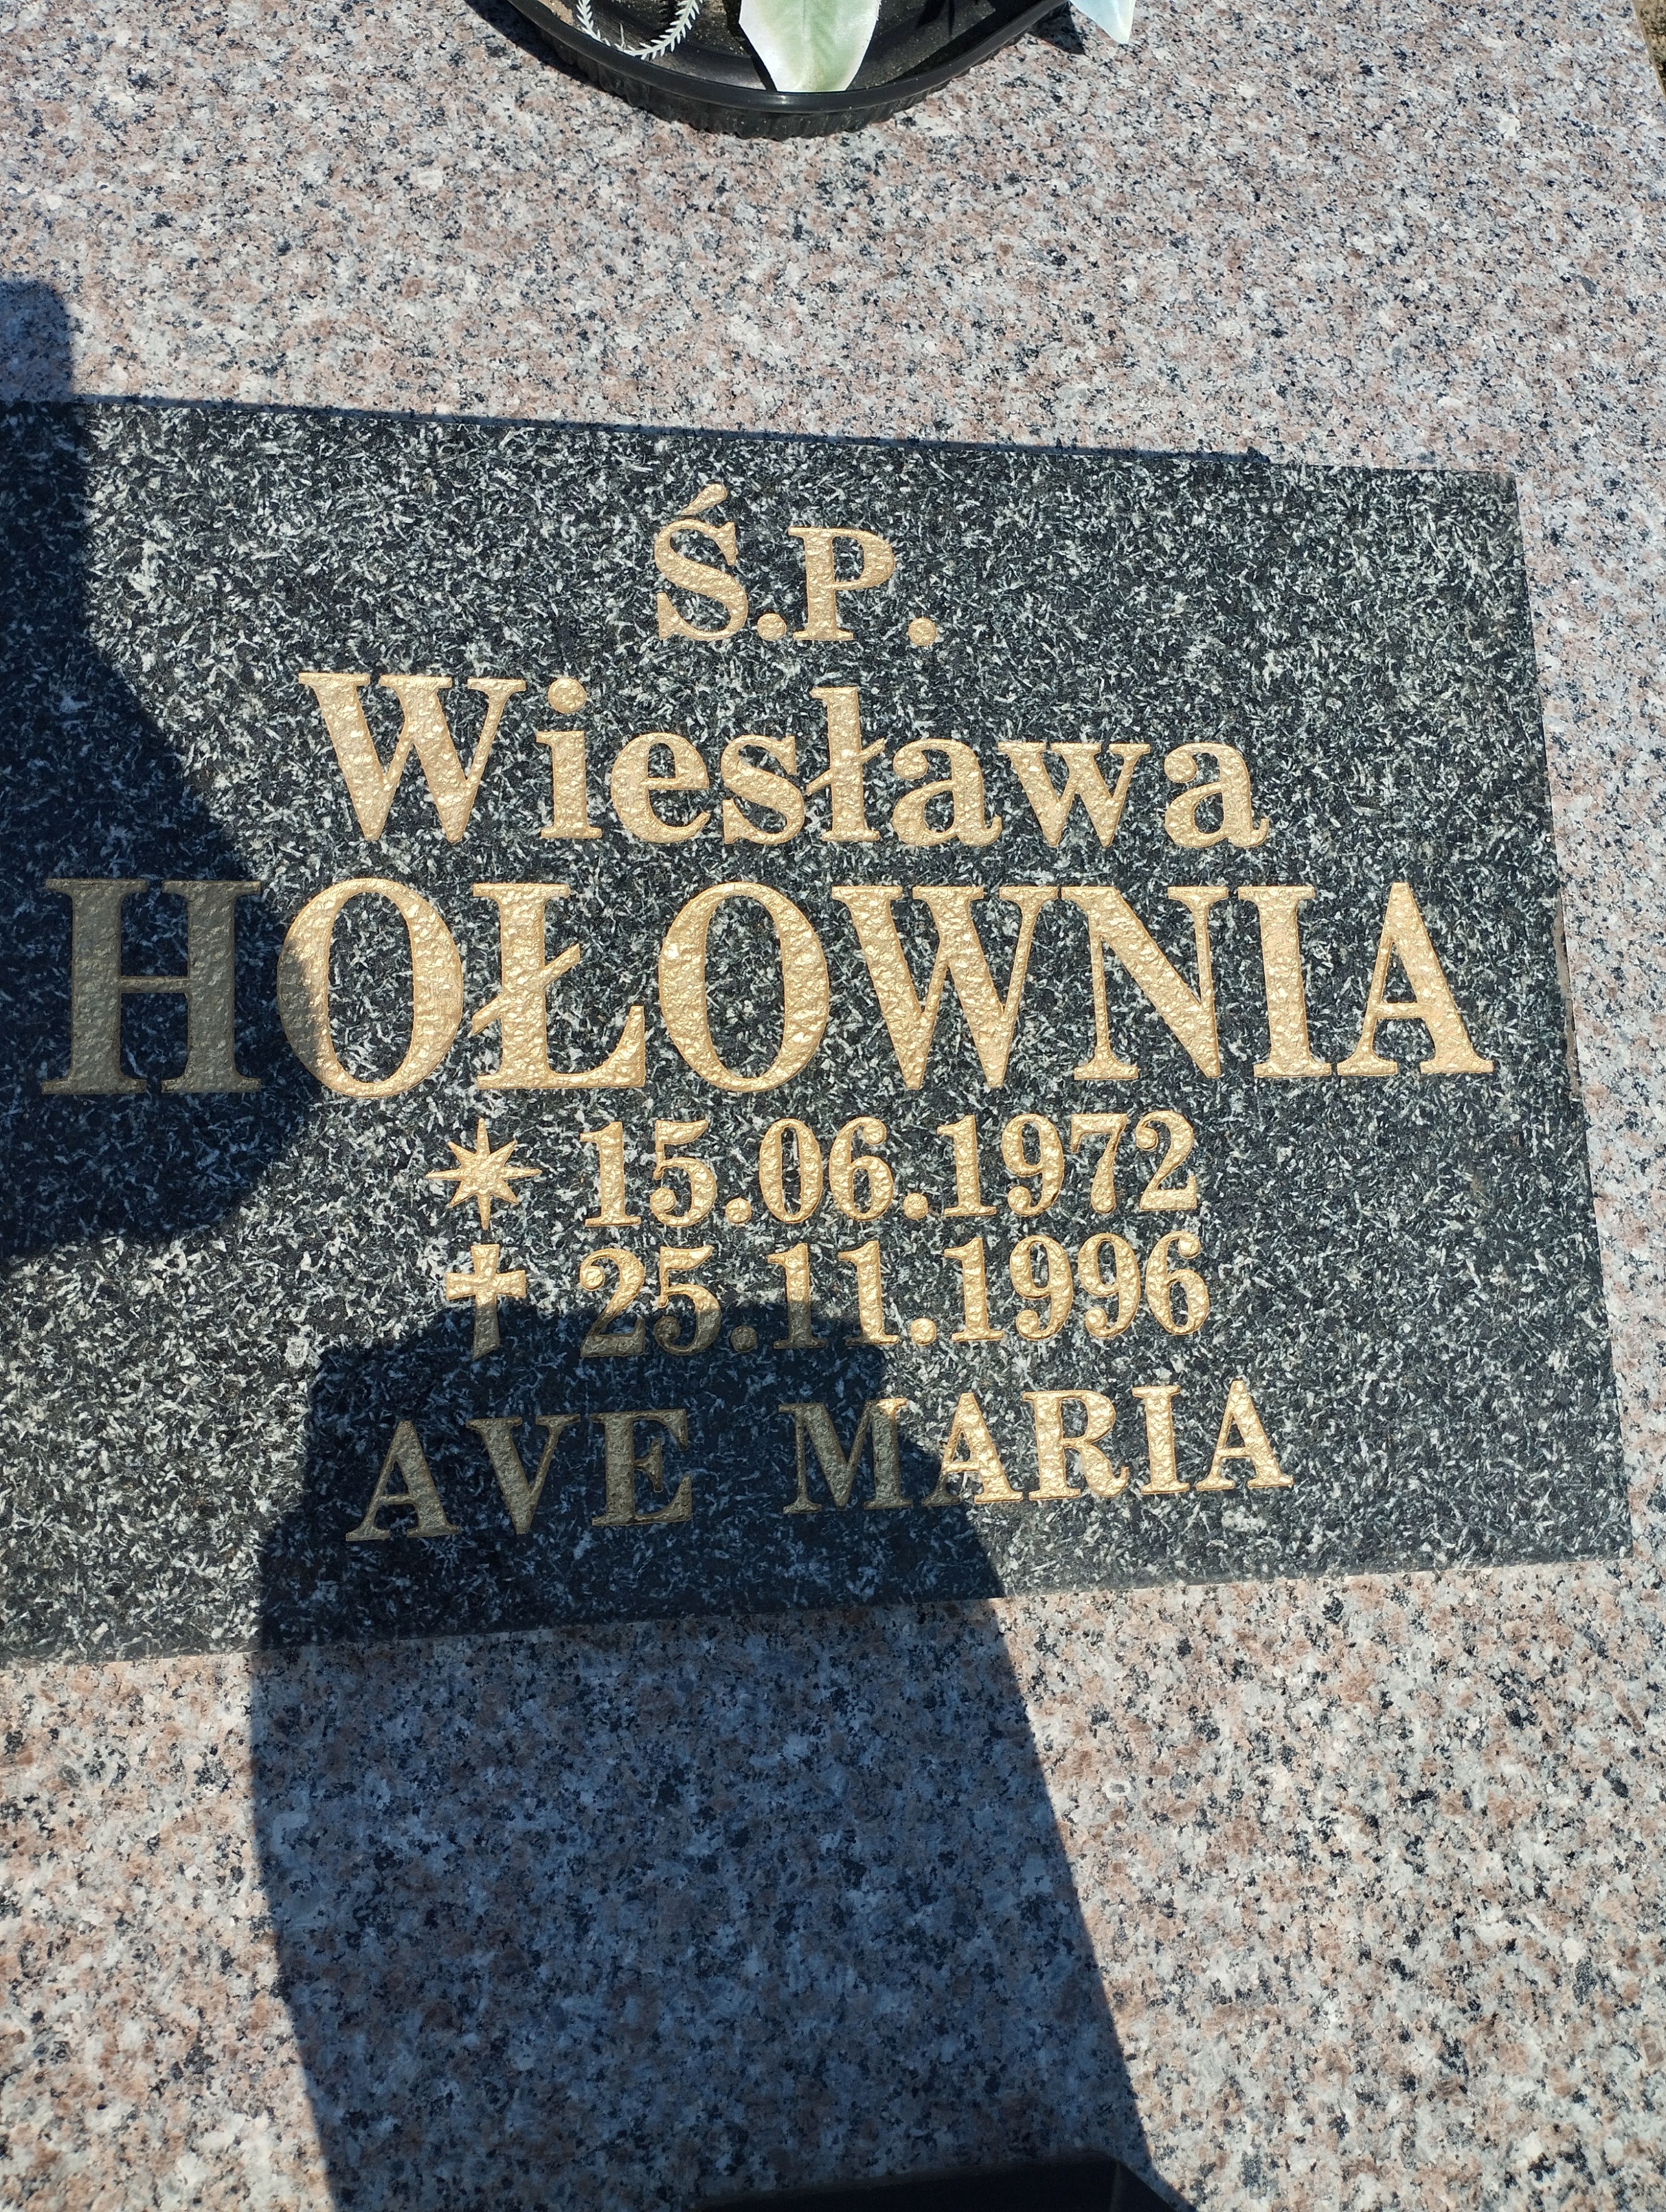 Ś.P.
Wiesława
HOŁOWNIA
* 15.06.1972
✝ 25.11.1996
AVE MARIA